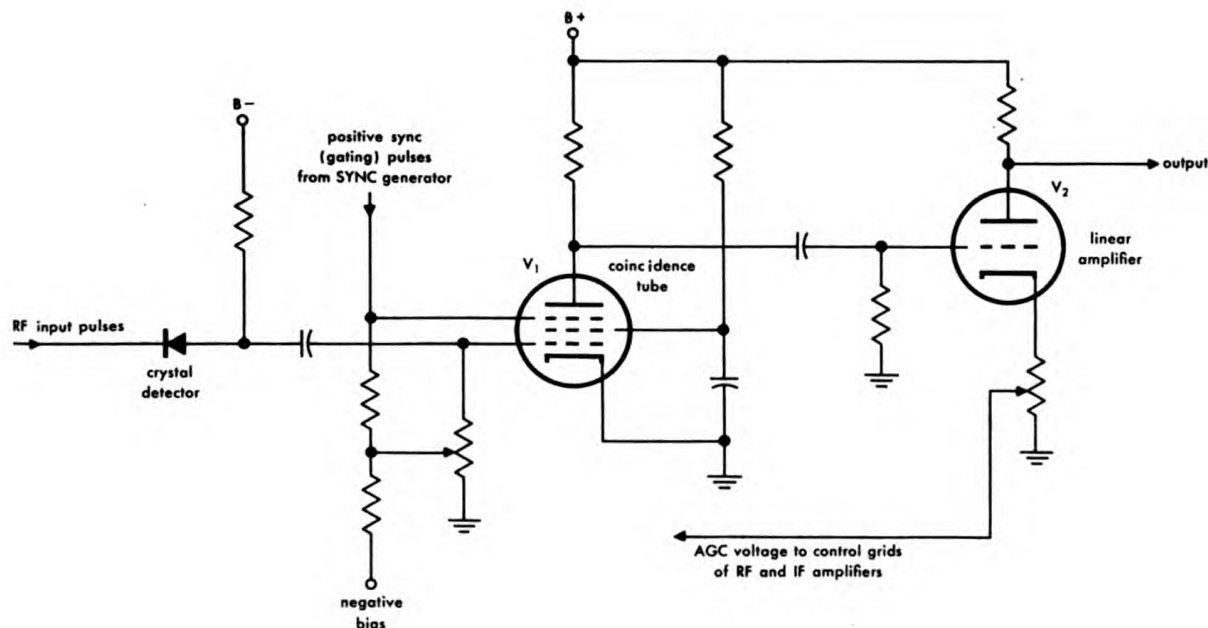 B+
B−
positive sync
(gating) pulses
from SYNC generator
output
V2
linear
amplifier
V1
coincidence
tube
RF input pulses
crystal
detector
AGC voltage to control grids
of RF and IF amplifiers
negative
bias